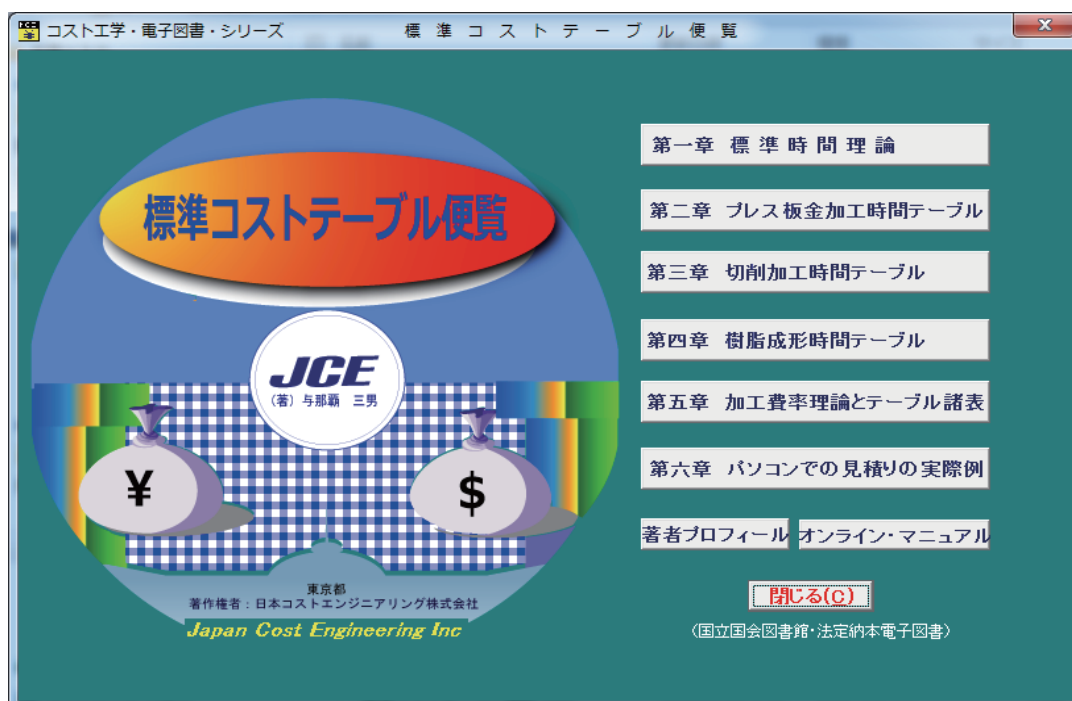 コスト工学・電子図書・シリーズ 標 準 コ ス ト テ ー ブ ル 便 覧
標準コストテーブル便覧
JCE
(著) 与那覇 三男
¥
$
東京都
著作権者:日本コストエンジニアリング株式会社
Japan Cost Engineering Inc
第一章 標 準 時 間 理 論
第二章 プレス板金加工時間テーブル
第三章 切削加工時間テーブル
第四章 樹脂成形時間テーブル
第五章 加工費率理論とテーブル諸表
第六章 パソコンでの見積りの実際例
著者プロフィール オンライン・マニュアル
閉じる(C)
(国立国会図書館・法定納本電子図書)